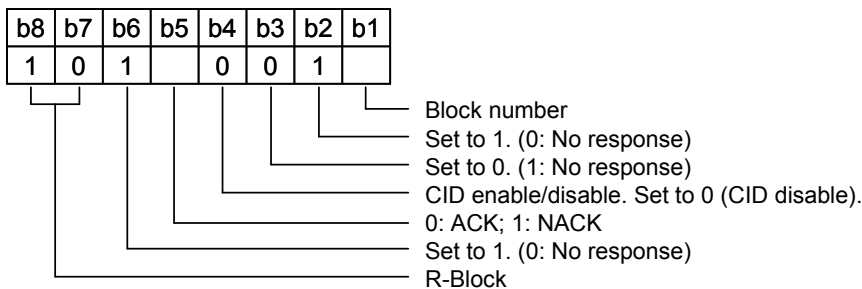 b8 b7 b6 b5 b4 b3 b2 b1
1 0 1 0 0 1
Block number
Set to 1. (0: No response)
Set to 0. (1: No response)
CID enable/disable. Set to 0 (CID disable).
0: ACK; 1: NACK
Set to 1. (0: No response)
R-Block